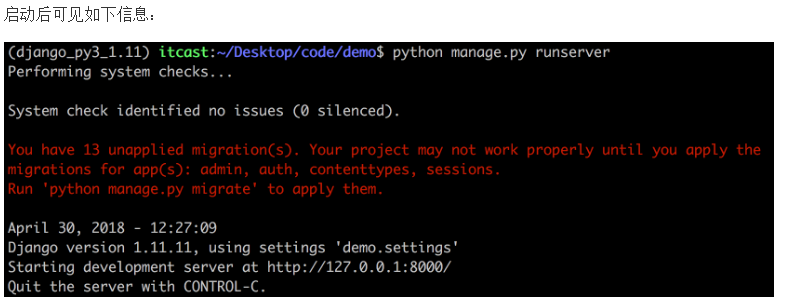 启动后可见如下信息：
(django_py3_1.11) itcast:~/Desktop/code/demo$ python manage.py runserver
Performing system checks...
System check identified no issues (0 silenced).
You have 13 unapplied migration(s). Your project may not work properly until you apply the
migrations for app(s): admin, auth, contenttypes, sessions.
Run 'python manage.py migrate' to apply them.
April 30, 2018 - 12:27:09
Django version 1.11.11, using settings 'demo.settings'
Starting development server at http://127.0.0.1:8000/
Quit the server with CONTROL-C.